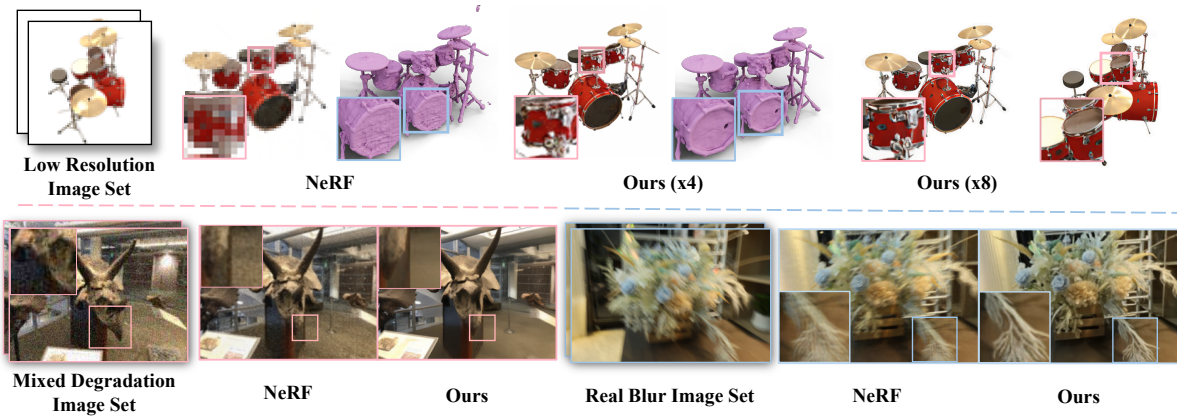 Low Resolution
Image Set
NeRF
Ours (x4)
Ours (x8)
Mixed Degradation
Image Set
NeRF
Ours
Real Blur Image Set
NeRF
Ours